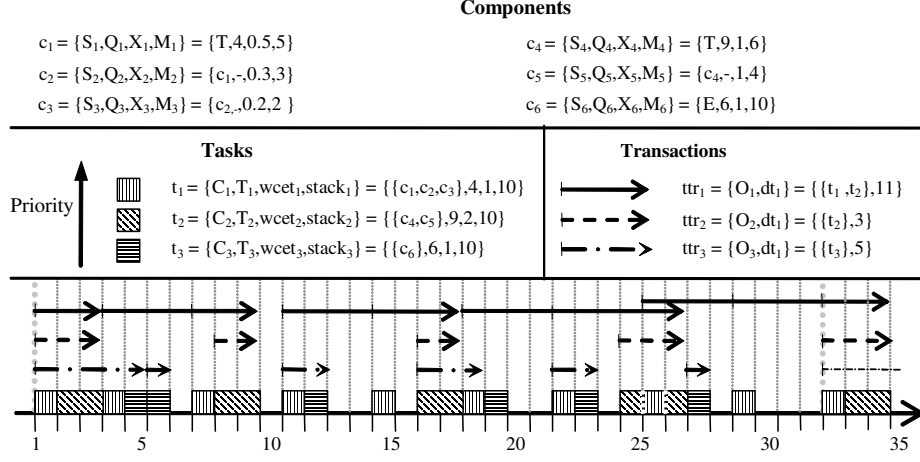 Components
c1 = {S1,Q1,X1,M1} = {T,4,0.5,5}
c2 = {S2,Q2,X2,M2} = {c1,-,0.3,3}
c3 = {S3,Q3,X3,M3} = {c2,-,0.2,2 }
c4 = {S4,Q4,X4,M4} = {T,9,1,6}
c5 = {S5,Q5,X5,M5} = {c4,-,1,4}
c6 = {S6,Q6,X6,M6} = {E,6,1,10}
Priority
Tasks
t1 = {C1,T1,wcet1,stack1} = {{c1,c2,c3},4,1,10}
t2 = {C2,T2,wcet2,stack2} = {{c4,c5},9,2,10}
t3 = {C3,T3,wcet3,stack3} = {{c6},6,1,10}
Transactions
ttr1 = {O1,dt1} = {{t1 ,t2},11}
ttr2 = {O2,dt1} = {{t2},3}
ttr3 = {O3,dt1} = {{t3},5}
1 5 10 15 20 25 30 35